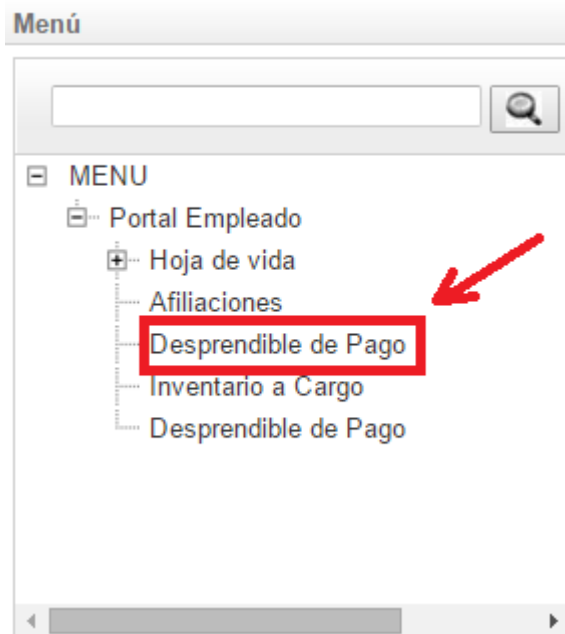 Menú
MENU
Portal Empleado
Hoja de vida
Afiliaciones
Desprendible de Pago
Inventario a Cargo
Desprendible de Pago